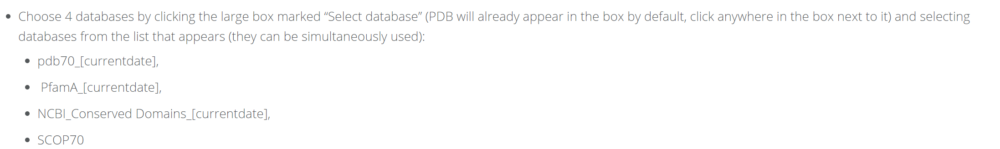 • Choose 4 databases by clicking the large box marked “Select database” (PDB will already appear in the box by default, click anywhere in the box next to it) and selecting
databases from the list that appears (they can be simultaneously used):
• pdb70_[currentdate],
• PfamA_[currentdate],
• NCBI_Conserved Domains_[currentdate],
• SCOP70